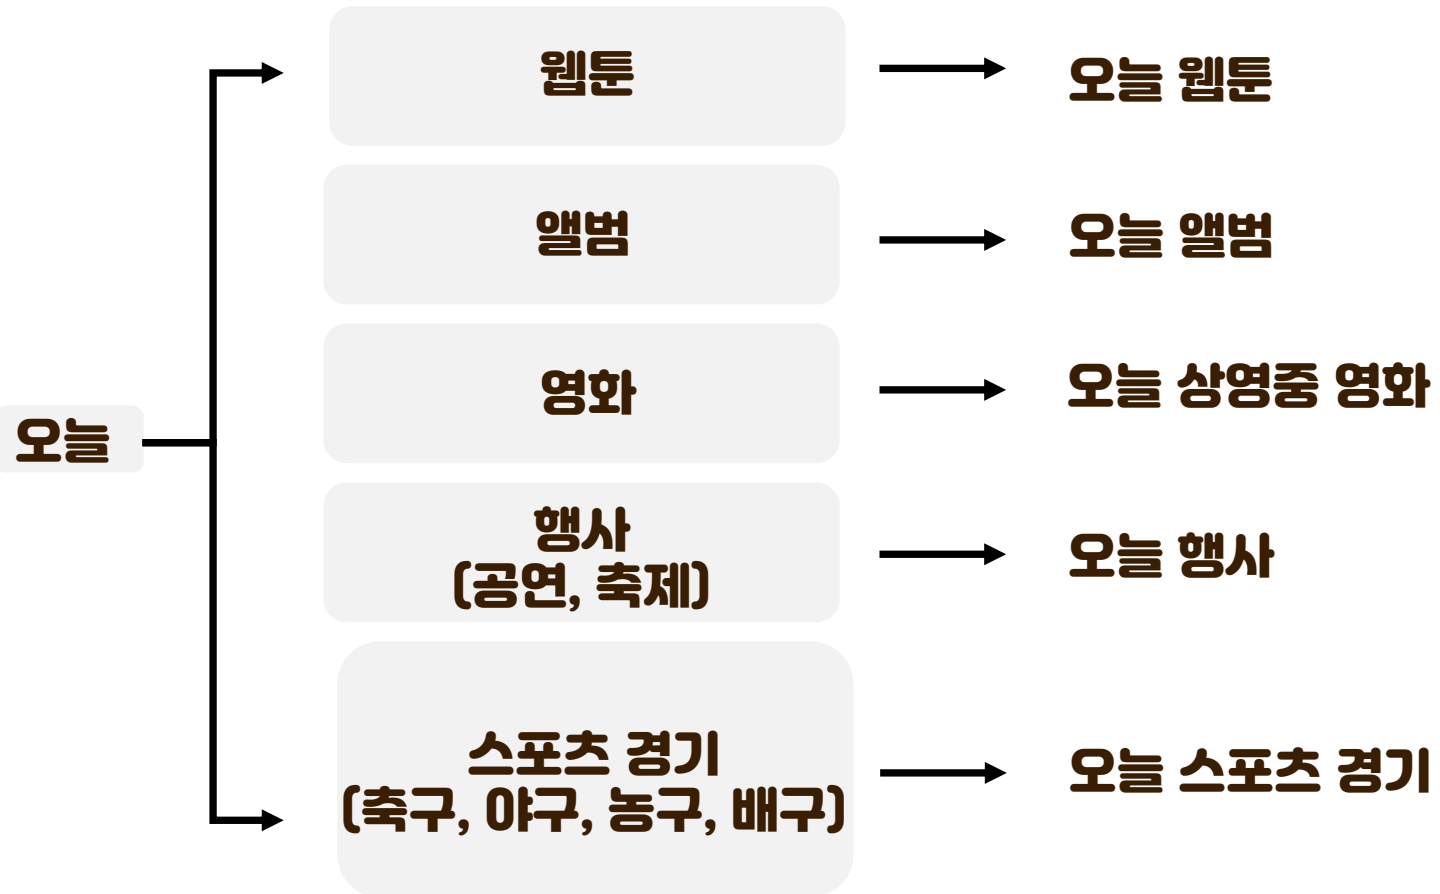 오늘
웹툰
오늘 웹툰
앨범
오늘 앨범
영화
오늘 상영중 영화
행사
(공연, 축제)
오늘 행사
스포츠 경기
(축구, 야구, 농구, 배구)
오늘 스포츠 경기